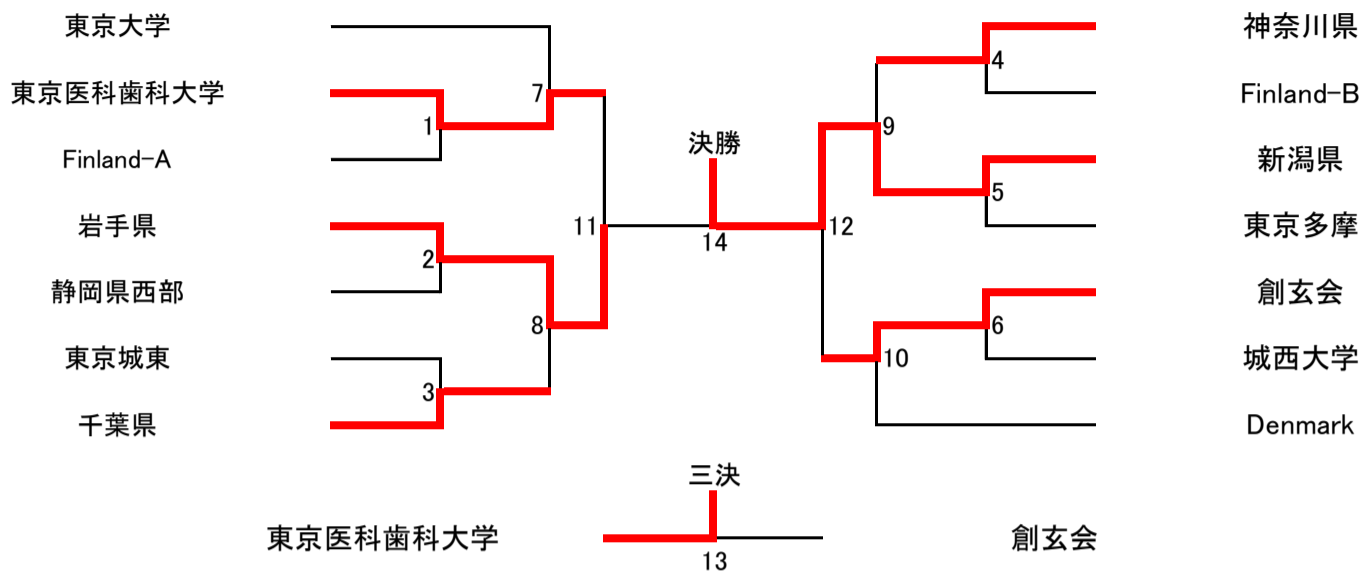 東京大学
東京医科歯科大学
Finland-A
岩手県
静岡県西部
東京城東
千葉県
1
2
3
7
8
11
決勝
14
12
9
10
4
5
6
神奈川県
Finland-B
新潟県
東京多摩
創玄会
城西大学
Denmark
三決
東京医科歯科大学
13
創玄会